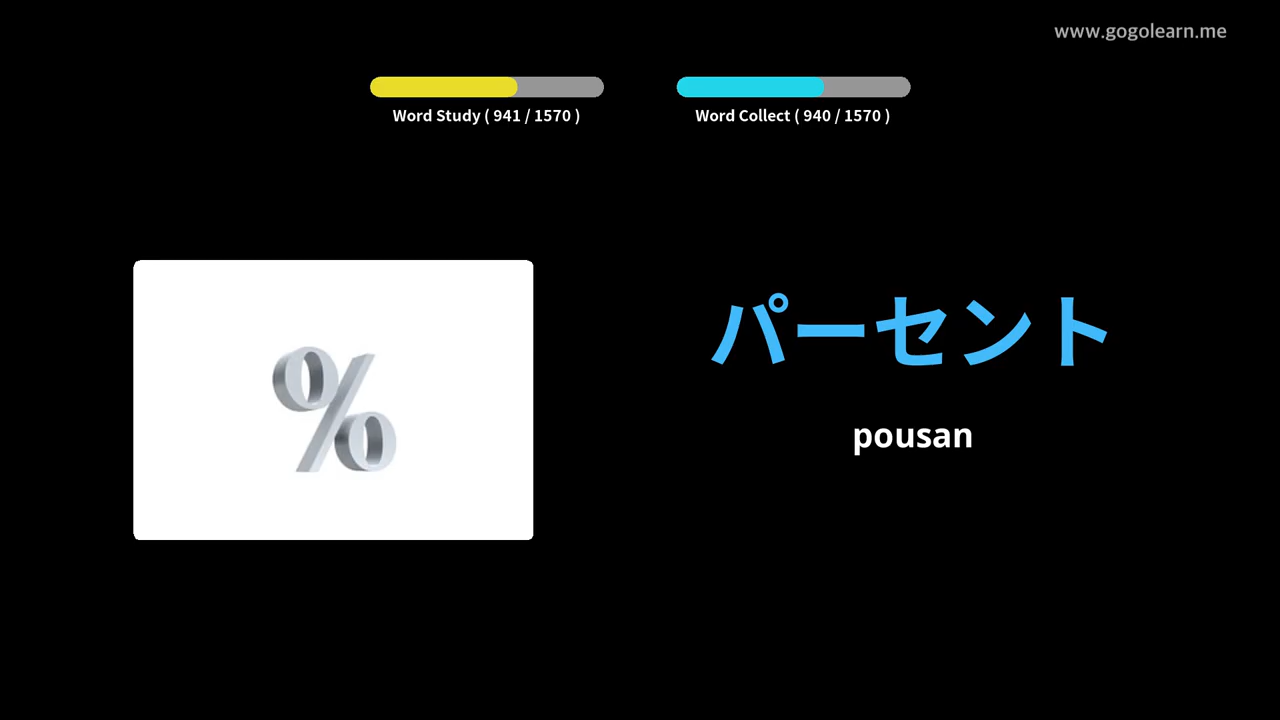 www.gogolearn.me
Word Study ( 941 / 1570 )
Word Collect ( 940 / 1570 )
%
パーセント
pousan